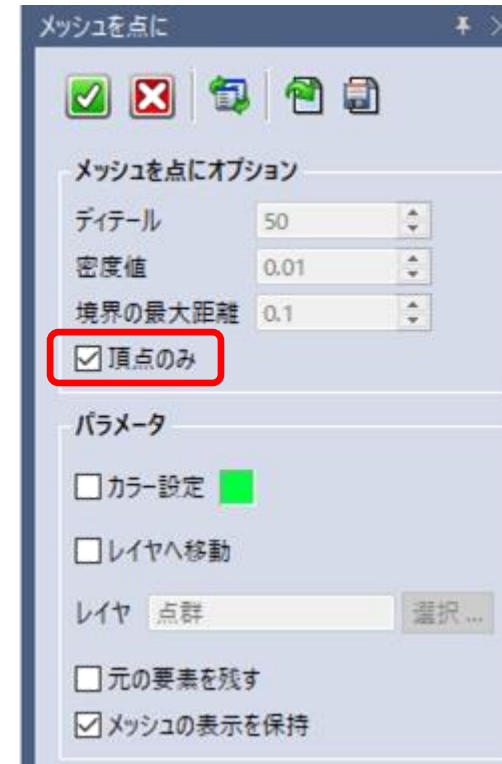 メッシュを点に
メッシュを点にオプション
ディテール 50
密度値 0.01
境界の最大距離 0.1
頂点のみ
パラメータ
カラー設定
レイヤへ移動
レイヤ 点群 選択 ...
元の要素を残す
メッシュの表示を保持